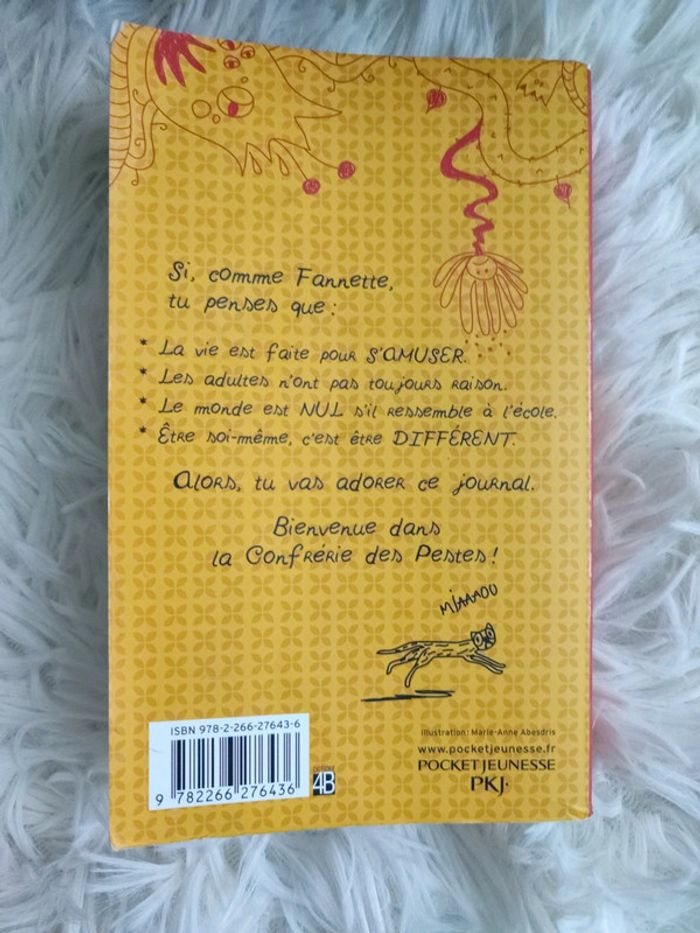 Si, comme Fannette,
tu penses que :
* La vie est faite pour S'AMUSER.
* Les adultes n'ont pas toujours raison.
* Le monde est NUL s'il ressemble à l'école.
* Être soi-même, c'est être DIFFÉRENT.
Alors, tu vas adorer ce journal.
Bienvenue dans
la Confrérie des Pestes !
MiAAAOU
ISBN 978-2-266-27643-6
9 782266 276436
4B
Illustration : Marie-Anne Abesdris
www.pocketjeunesse.fr
POCKET JEUNESSE
PKJ·